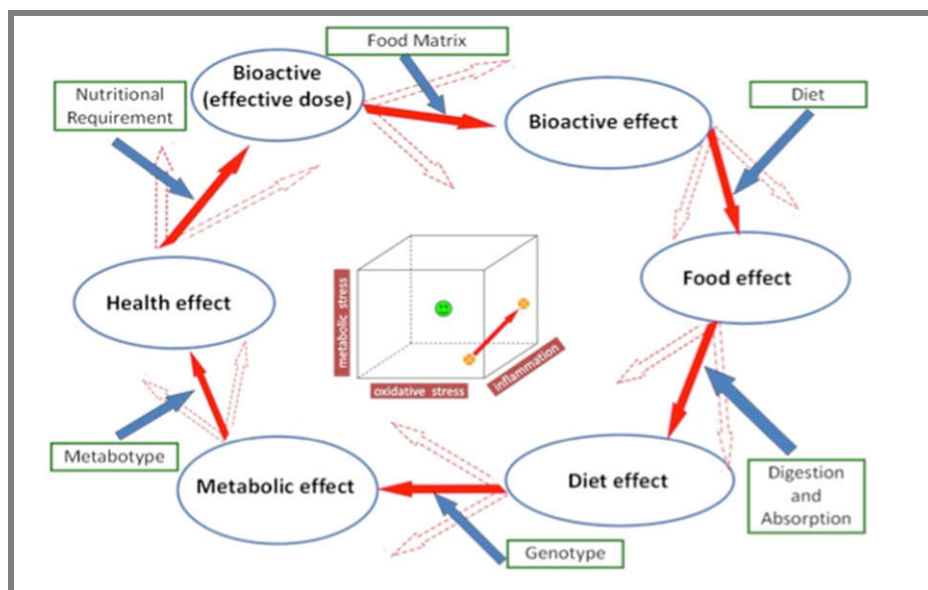 Food Matrix
Bioactive
(effective dose)
Nutritional
Requirement
Bioactive effect
Diet
Food effect
Health effect
metabolic stress
oxidative stress
inflammation
Metabotype
Metabolic effect
Diet effect
Digestion
and
Absorption
Genotype